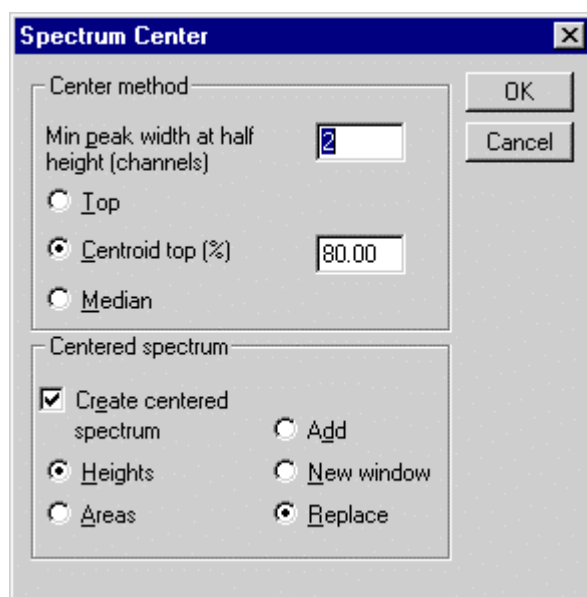 Spectrum Center
Center method
OK
Min peak width at half
height (channels)
2
Cancel
Top
Centroid top (%)
80.00
Median
Centered spectrum
Create centered
spectrum
Add
Heights
New window
Areas
Replace